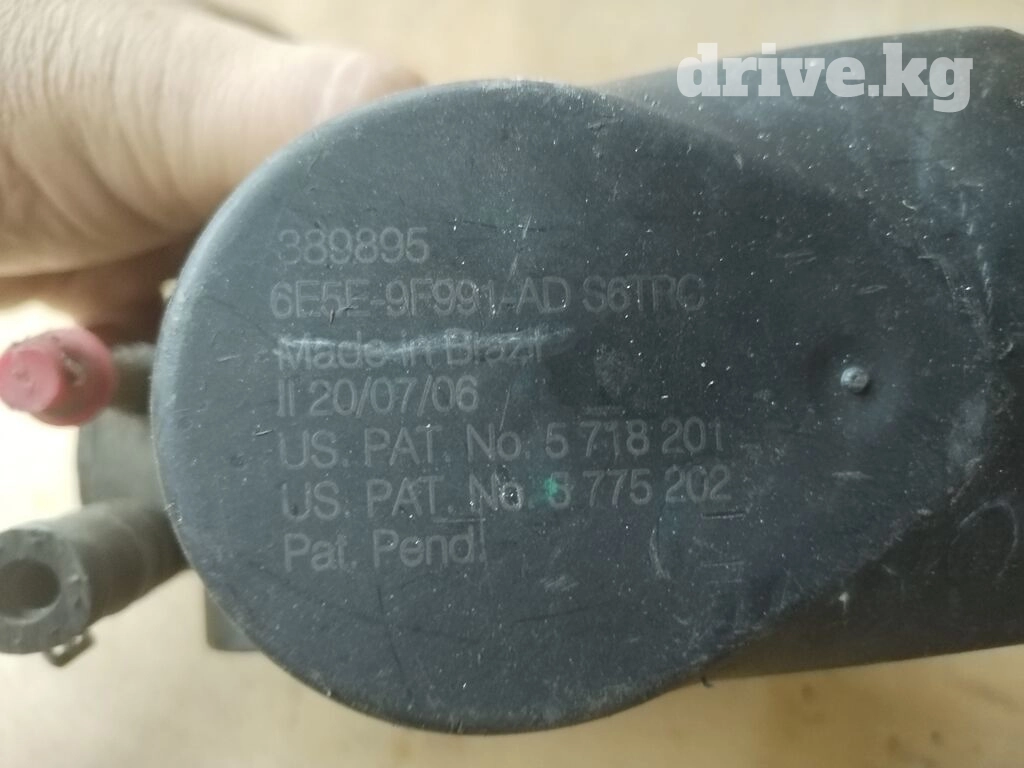 drive.kg
389895
6E5E-9F991-AD S6TRC
Made in Brazil
II 20/07/06
US. PAT. No. 5 718 201
US. PAT. No. 5 775 202
Pat. Pend.